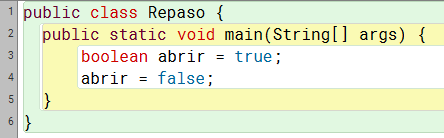 1 public class Repaso {
2 public static void main(String[] args) {
3 boolean abrir = true;
4 abrir = false;
5 }
6 }